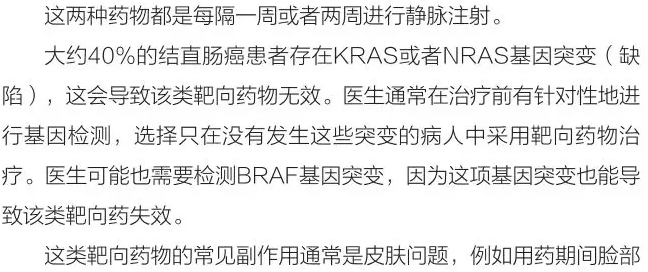 这两种药物都是每隔一周或者两周进行静脉注射。
大约40%的结直肠癌患者存在KRAS或者NRAS基因突变（缺
陷），这会导致该类靶向药物无效。医生通常在治疗前有针对性地进
行基因检测，选择只在没有发生这些突变的病人中采用靶向药物治
疗。医生可能也需要检测BRAF基因突变，因为这项基因突变也能导
致该类靶向药失效。
这类靶向药物的常见副作用通常是皮肤问题，例如用药期间脸部